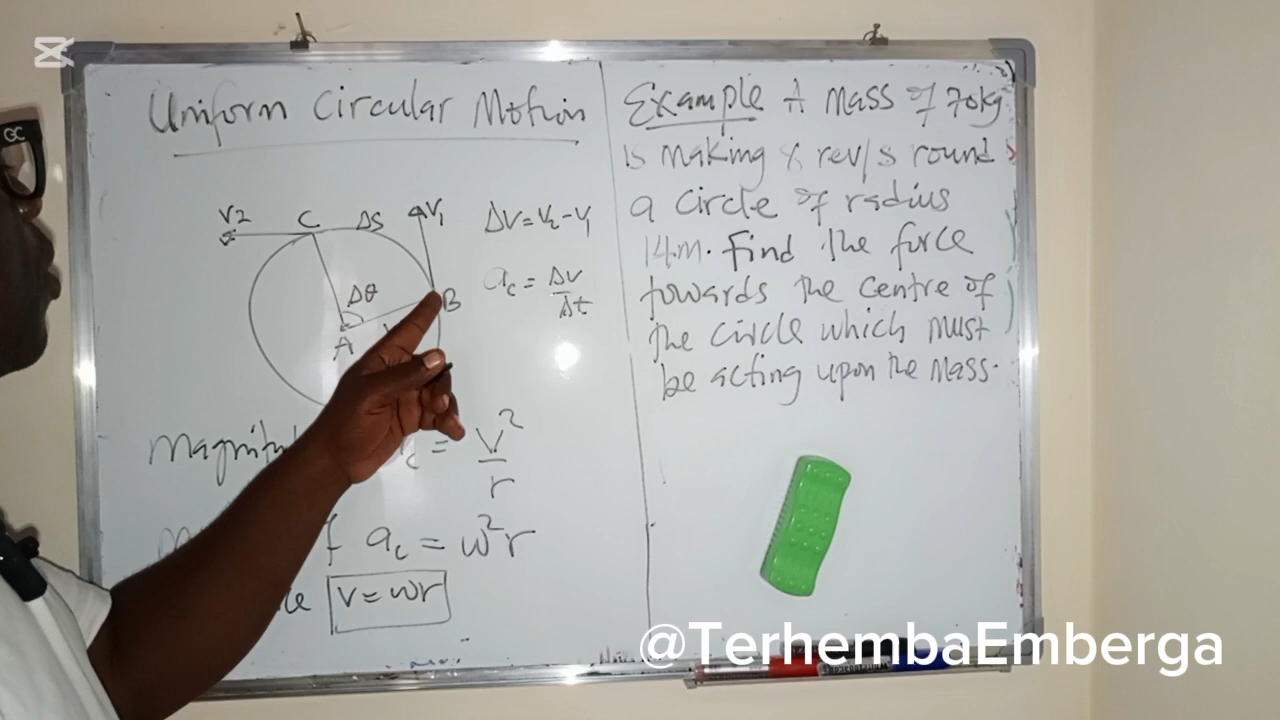 Uniform Circular Motion
V2 C ΔS V1
ΔV = V2 - V1
Δθ
B
A
ac = ΔV/Δt
= V²/r
ac = ω²r
V = ωr
Example A Mass of 70kg
is making 8 rev/s round
a circle of radius
14m. Find the force
towards the centre of
the circle which must
be acting upon the Mass.
@TerhembaEmberga